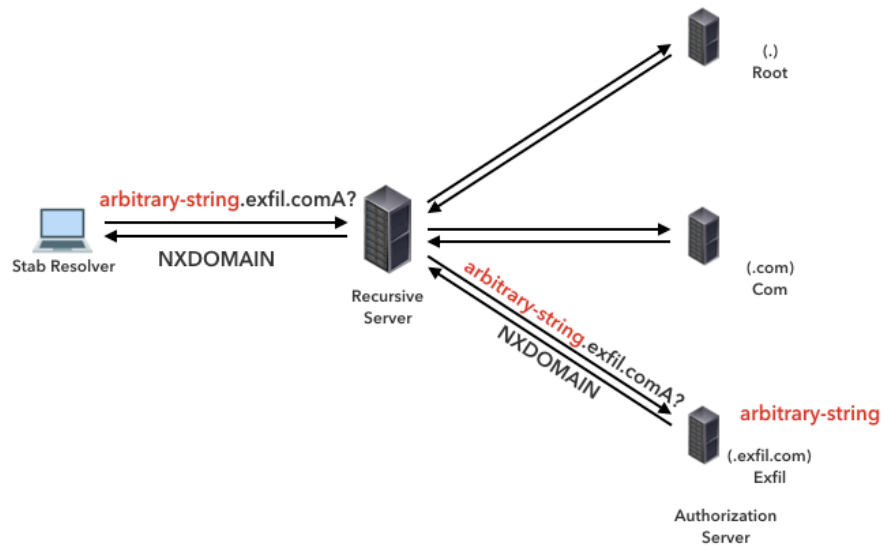 (.)
Root
arbitrary-string.exfil.comA?
NXDOMAIN
Stab Resolver
Recursive
Server
(.com)
Com
arbitrary-string.exfil.comA?
NXDOMAIN
arbitrary-string
(.exfil.com)
Exfil
Authorization
Server